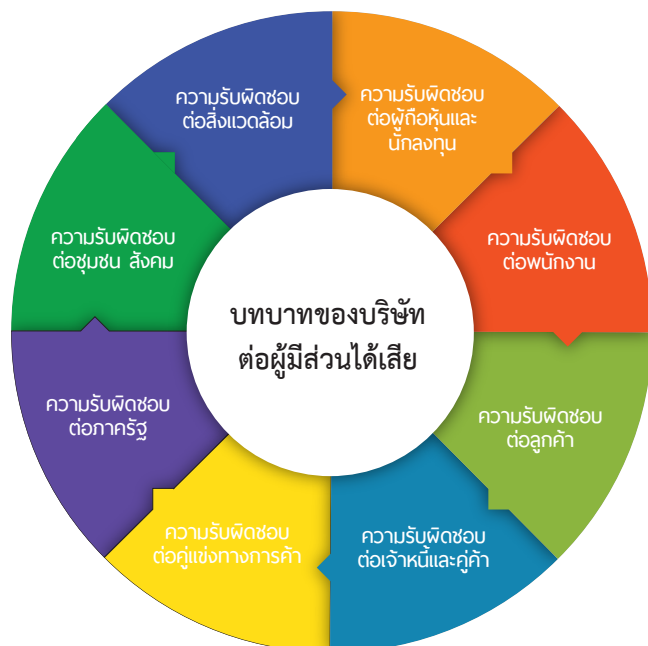 บทบาทของบริษัท
ต่อผู้มีส่วนได้เสีย
ความรับผิดชอบ
ต่อผู้ถือหุ้นและ
นักลงทุน
ความรับผิดชอบ
ต่อพนักงาน
ความรับผิดชอบ
ต่อลูกค้า
ความรับผิดชอบ
ต่อเจ้าหนี้และคู่ค้า
ความรับผิดชอบ
ต่อคู่แข่งทางการค้า
ความรับผิดชอบ
ต่อภาครัฐ
ความรับผิดชอบ
ต่อชุมชน สังคม
ความรับผิดชอบ
ต่อสิ่งแวดล้อม